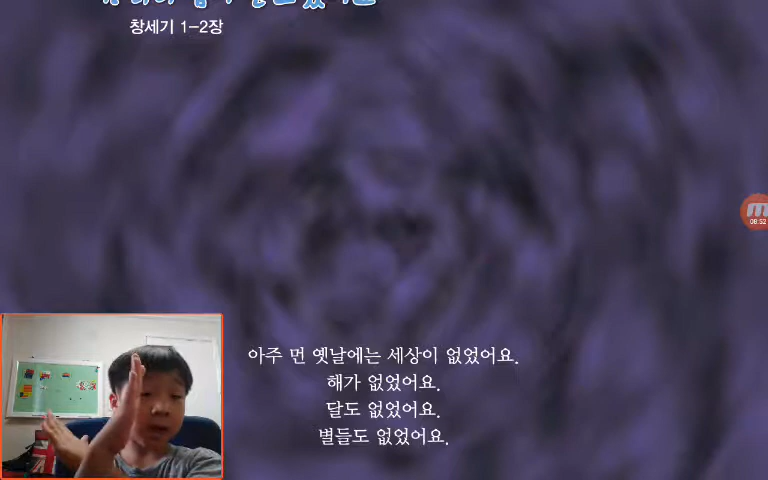 창세기 1-2장
08:52
아주 먼 옛날에는 세상이 없었어요.
해가 없었어요.
달도 없었어요.
별들도 없었어요.